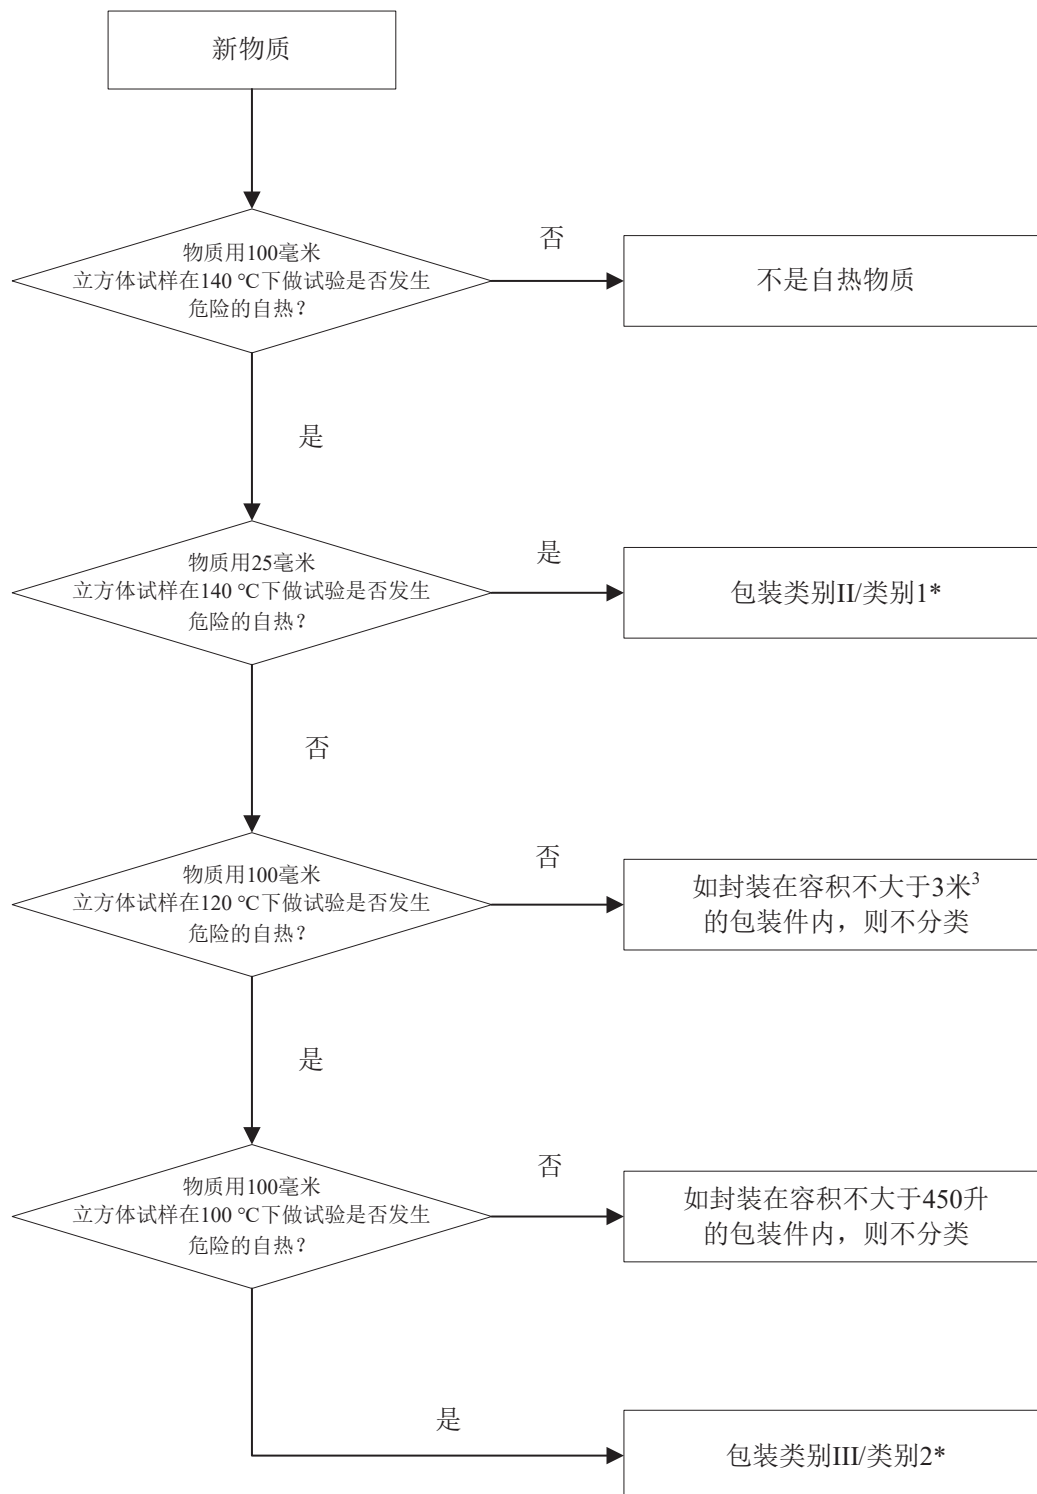 新物质
物质用100毫米
立方体试样在140 °C下做试验是否发生
危险的自热？
否
不是自热物质
是
物质用25毫米
立方体试样在140 °C下做试验是否发生
危险的自热？
是
包装类别II/类别1*
否
物质用100毫米
立方体试样在120 °C下做试验是否发生
危险的自热？
否
如封装在容积不大于3米³
的包装件内，则不分类
是
物质用100毫米
立方体试样在100 °C下做试验是否发生
危险的自热？
否
如封装在容积不大于450升
的包装件内，则不分类
是
包装类别III/类别2*